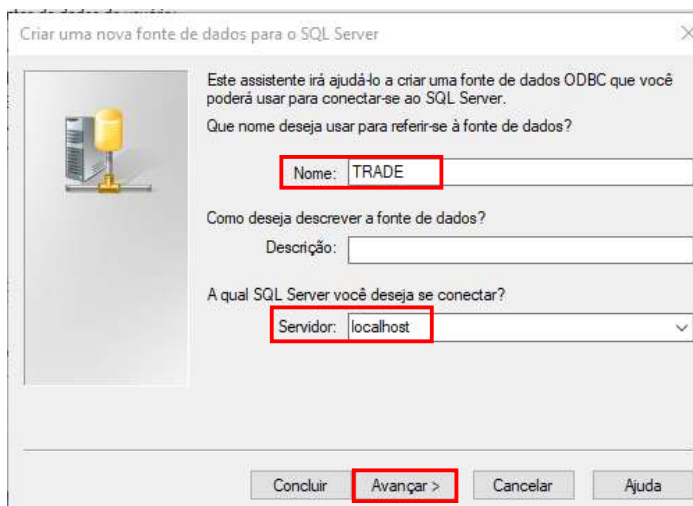 Criar uma nova fonte de dados para o SQL Server
Este assistente irá ajudá-lo a criar uma fonte de dados ODBC que você
poderá usar para conectar-se ao SQL Server.
Que nome deseja usar para referir-se à fonte de dados?
Nome: TRADE
Como deseja descrever a fonte de dados?
Descrição:
A qual SQL Server você deseja se conectar?
Servidor: localhost
Concluir Avançar > Cancelar Ajuda